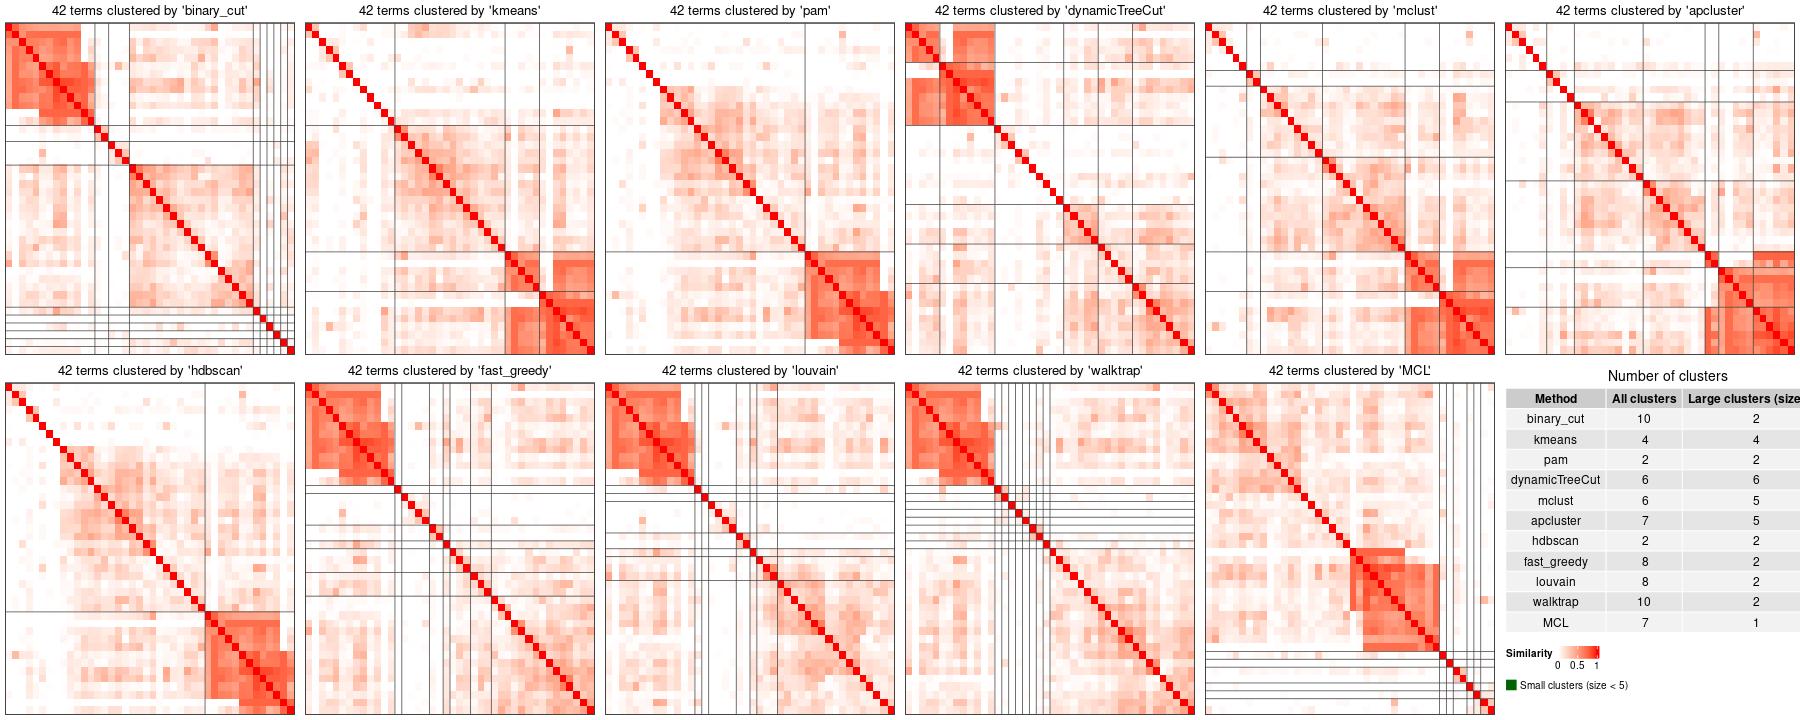 42 terms clustered by 'binary_cut'
42 terms clustered by 'kmeans'
42 terms clustered by 'pam'
42 terms clustered by 'dynamicTreeCut'
42 terms clustered by 'mclust'
42 terms clustered by 'apcluster'
42 terms clustered by 'hdbscan'
42 terms clustered by 'fast_greedy'
42 terms clustered by 'louvain'
42 terms clustered by 'walktrap'
42 terms clustered by 'MCL'
Number of clusters
Method All clusters Large clusters (size
binary_cut 10 2
kmeans 4 4
pam 2 2
dynamicTreeCut 6 6
mclust 6 5
apcluster 7 5
hdbscan 2 2
fast_greedy 8 2
louvain 8 2
walktrap 10 2
MCL 7 1
Similarity
0 0.5 1
Small clusters (size < 5)